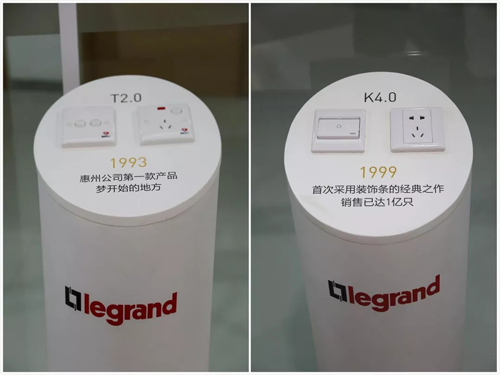 T2.0
1993
惠州公司第一款产品
梦开始的地方
legrand
K4.0
1999
首次采用装饰条的经典之作
销售已达1亿只
legrand